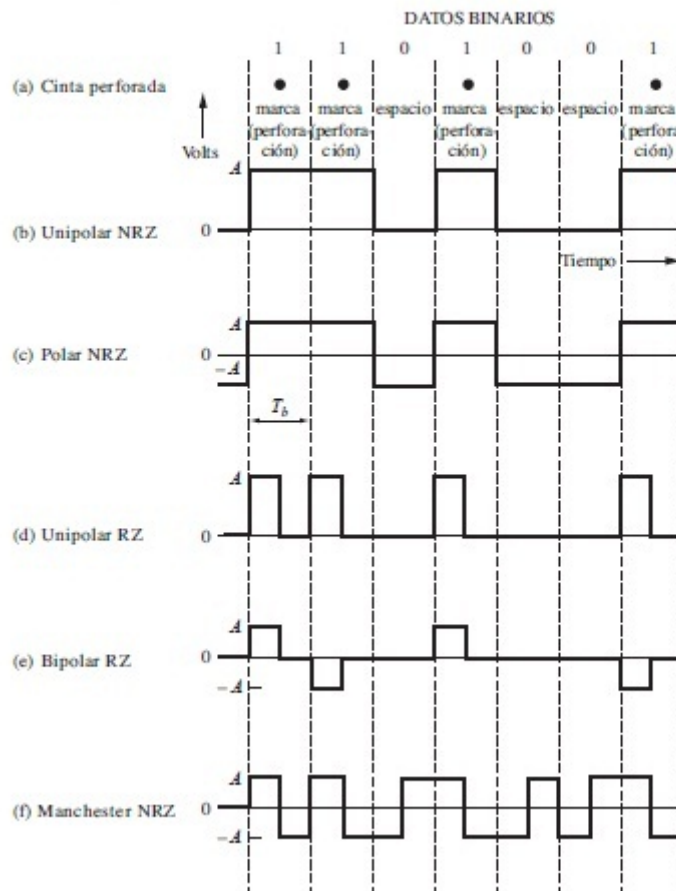 DATOS BINARIOS
1 1 0 1 0 0 1
(a) Cinta perforada
marca marca espacio marca espacio espacio marca
(perfora- (perfora- (perfora- (perfora-
ción) ción) ción) ción)
Volts
A
(b) Unipolar NRZ 0
Tiempo
A
(c) Polar NRZ 0
−A
T_b
A
(d) Unipolar RZ 0
A
(e) Bipolar RZ 0
−A
A
(f) Manchester NRZ 0
−A